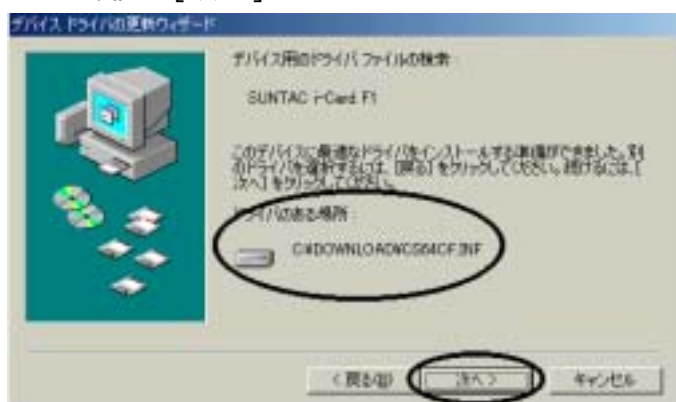 デバイス ドライバの更新ウィザード
デバイス用のドライバ ファイルの検索:
SUNTAC i-Card F1
このデバイスに最適なドライバをインストールする準備ができました。別
のドライバを選択するには、[戻る] をクリックしてください。続けるには、[
次へ] をクリックしてください。
ドライバのある場所:
C:¥DOWNLOAD¥CS64CF.INF
< 戻る(B)
次へ >
キャンセル